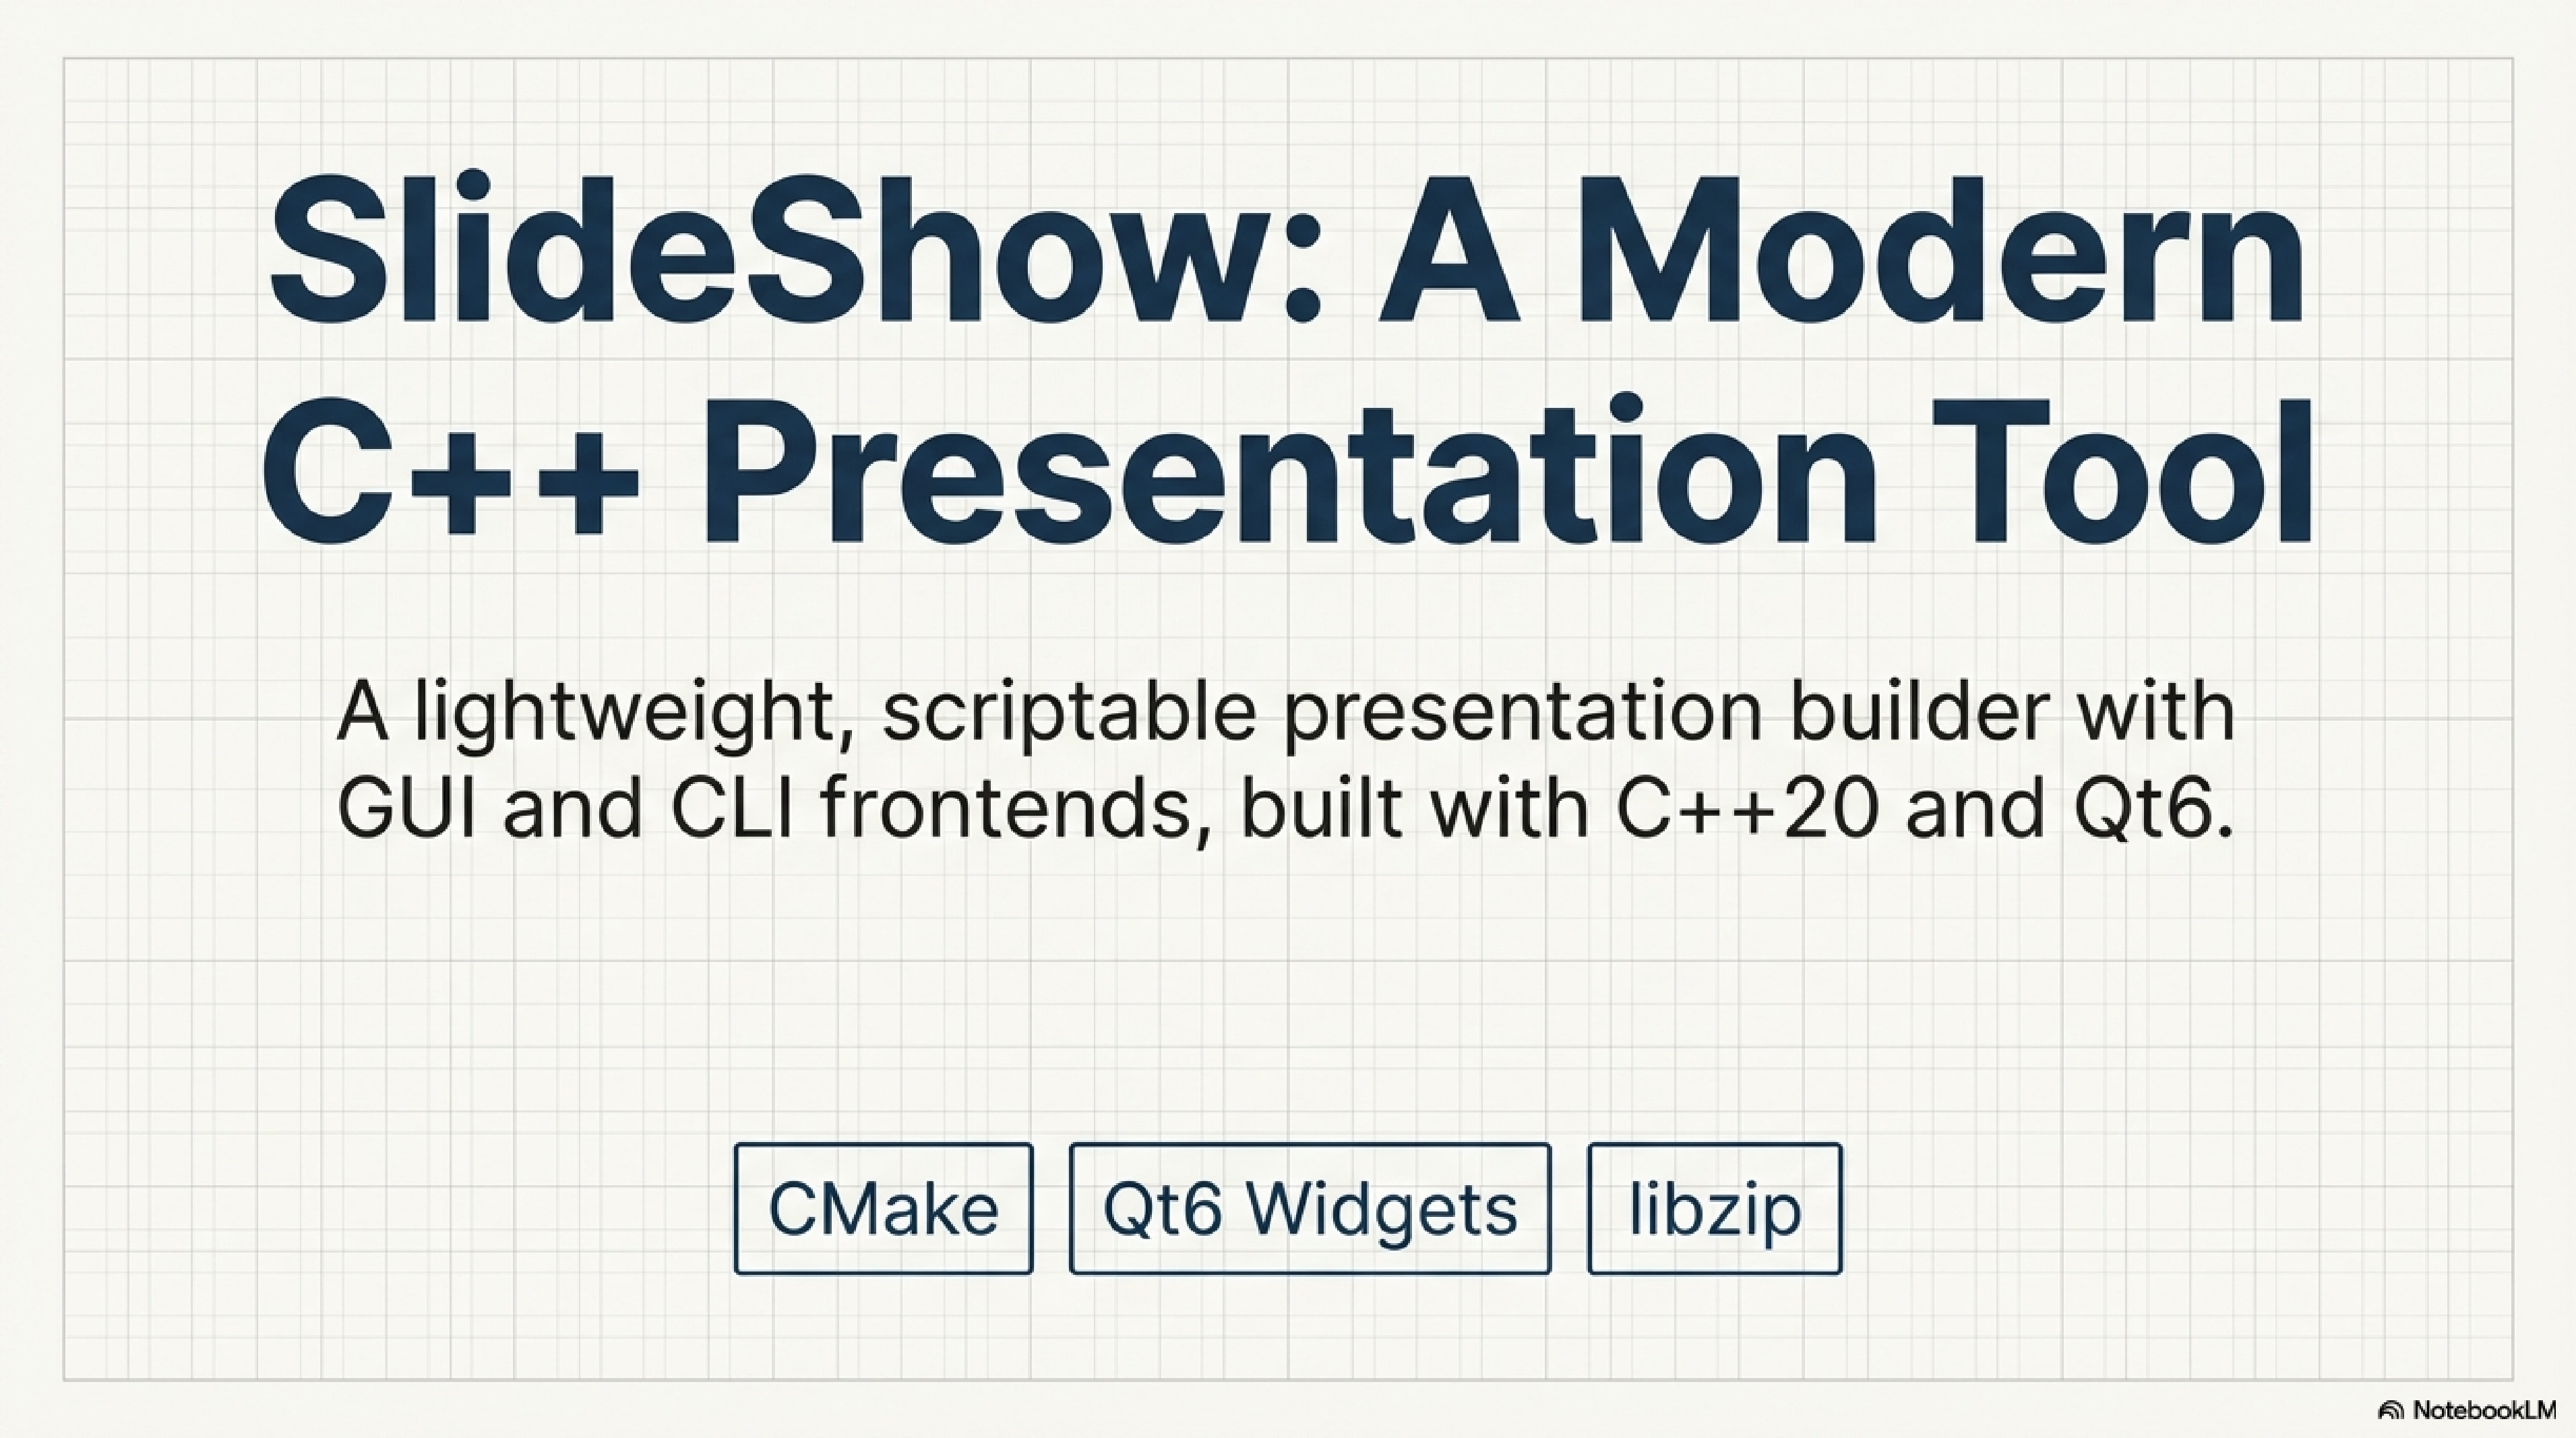 SlideShow: A Modern
C++ Presentation Tool
A lightweight, scriptable presentation builder with
GUI and CLI frontends, built with C++20 and Qt6.
CMake
Qt6 Widgets
libzip
NotebookLM